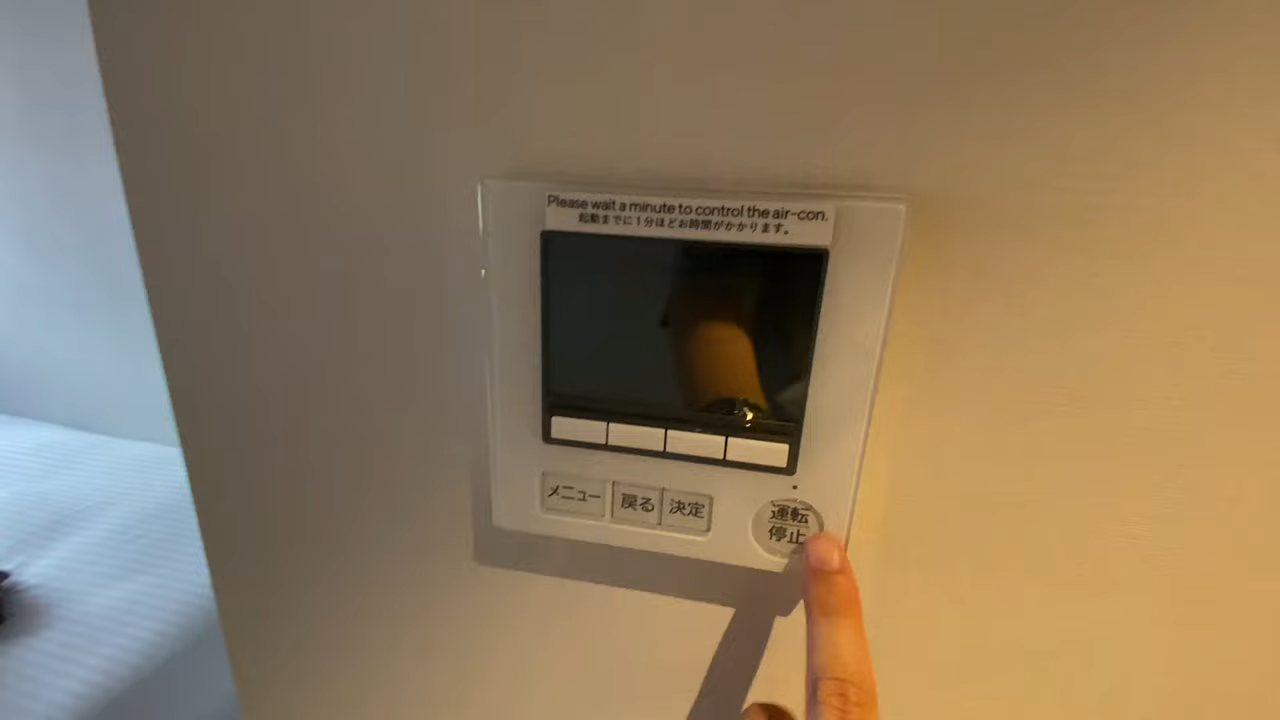 Please wait a minute to control the air-con.
起動までに1分ほどお時間がかかります。
メニュー 戻る 決定
運転
停止